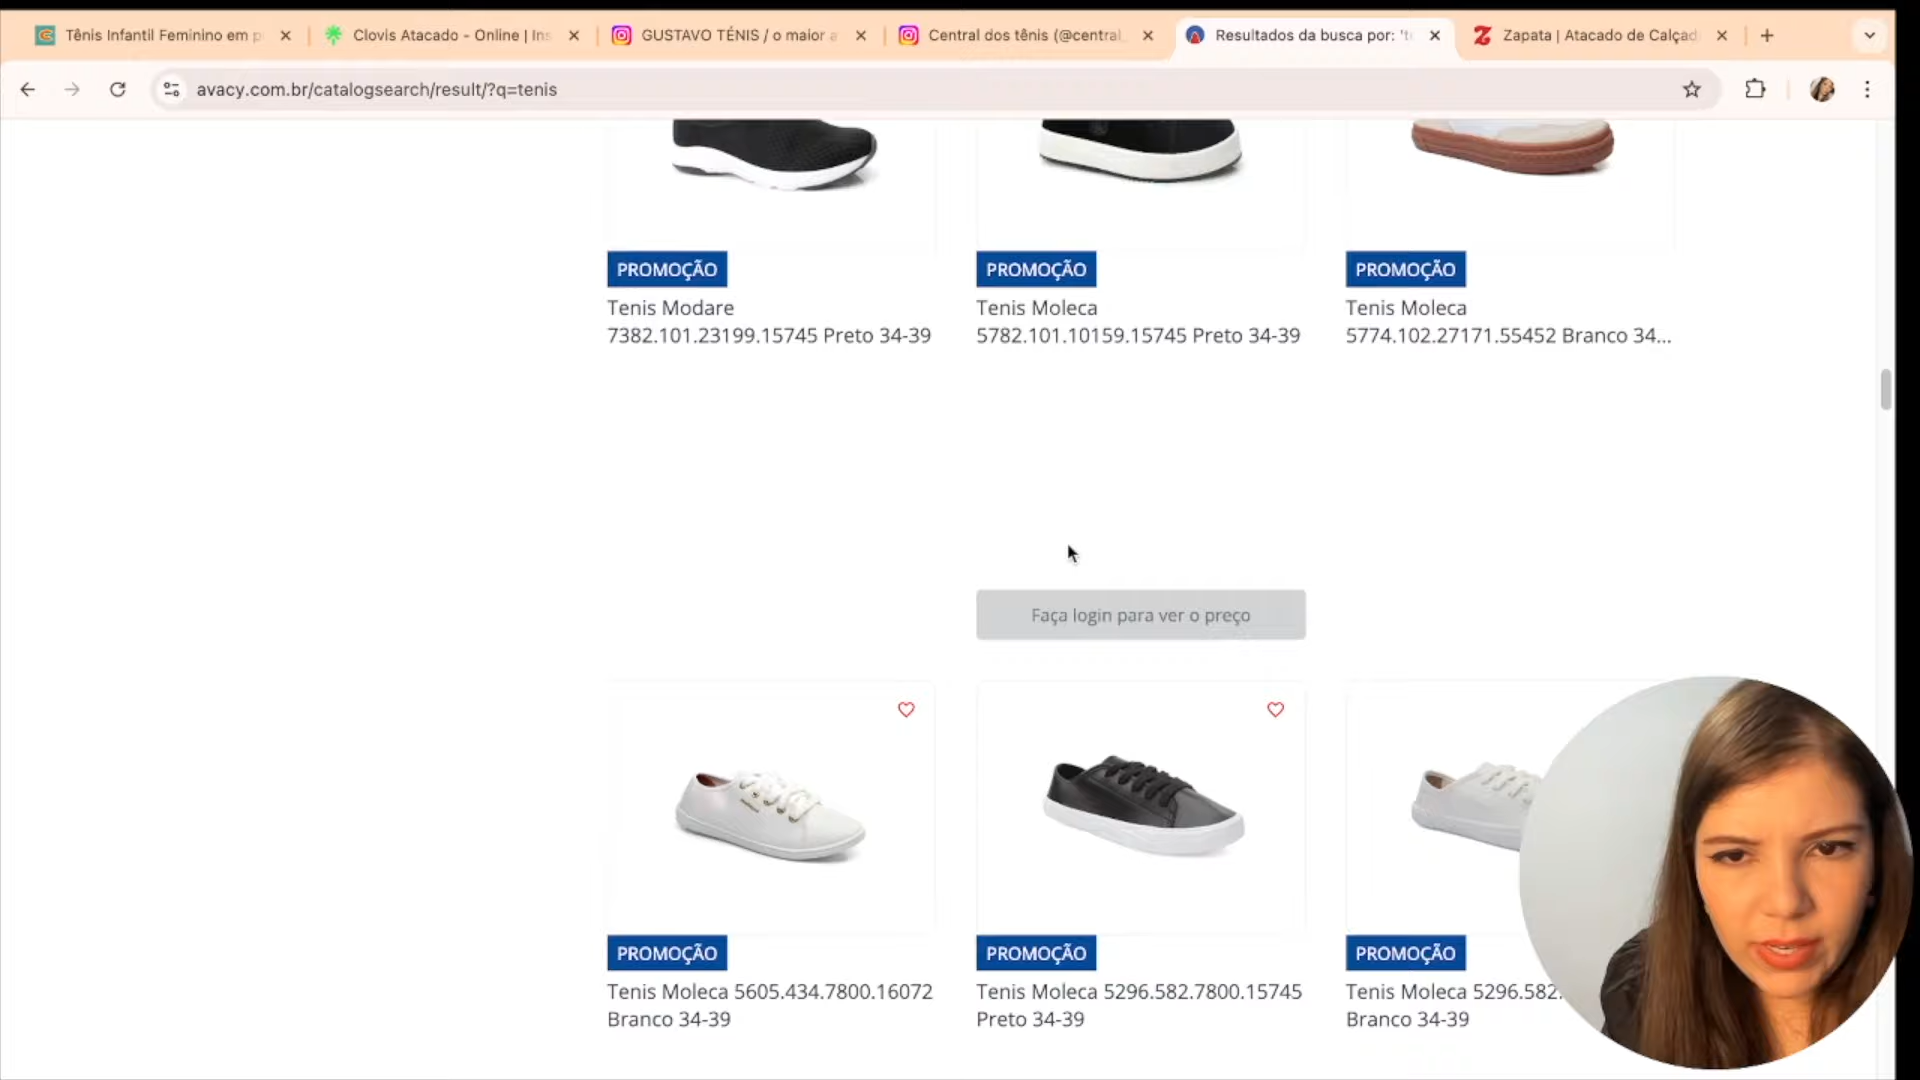 Tênis Infantil Feminino em p
Clovis Atacado - Online | Ins
GUSTAVO TÉNIS / o maior a
Central dos tênis (@central_
Resultados da busca por: 't
Zapata | Atacado de Calçad
avacy.com.br/catalogsearch/result/?q=tenis
PROMOÇÃO
Tenis Modare
7382.101.23199.15745 Preto 34-39
PROMOÇÃO
Tenis Moleca
5782.101.10159.15745 Preto 34-39
PROMOÇÃO
Tenis Moleca
5774.102.27171.55452 Branco 34...
Faça login para ver o preço
PROMOÇÃO
Tenis Moleca 5605.434.7800.16072
Branco 34-39
PROMOÇÃO
Tenis Moleca 5296.582.7800.15745
Preto 34-39
PROMOÇÃO
Tenis Moleca 5296.582.
Branco 34-39